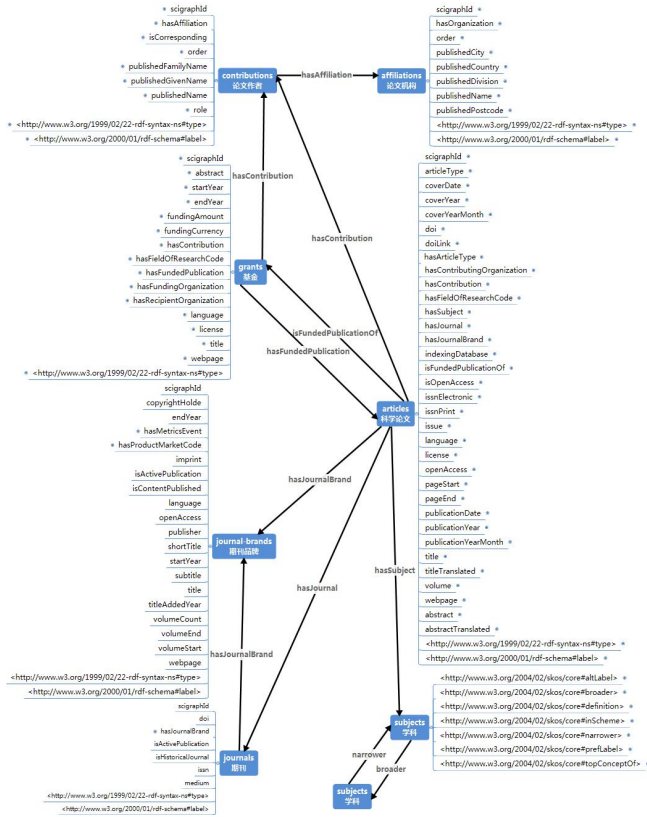 scigraphId
hasAffiliation
isCorresponding
order
publishedFamilyName
publishedGivenName
publishedName
role
<http://www.w3.org/1999/02/22-rdf-syntax-ns#type>
<http://www.w3.org/2000/01/rdf-schema#label>
contributions
论文作者
hasAffiliation
affiliations
论文机构
scigraphId
hasOrganization
order
publishedCity
publishedCountry
publishedDivision
publishedName
publishedPostcode
<http://www.w3.org/1999/02/22-rdf-syntax-ns#type>
<http://www.w3.org/2000/01/rdf-schema#label>
hasContribution
hasContribution
scigraphId
abstract
startYear
endYear
fundingAmount
fundingCurrency
hasContribution
hasFieldOfResearchCode
hasFundedPublication
hasFundingOrganization
hasRecipientOrganization
language
license
title
webpage
<http://www.w3.org/1999/02/22-rdf-syntax-ns#type>
grants
基金
isFundedPublicationOf
hasFundedPublication
articles
科学论文
scigraphId
articleType
coverDate
coverYear
coverYearMonth
doi
doiLink
hasArticleType
hasContributingOrganization
hasContribution
hasFieldOfResearchCode
hasSubject
hasJournal
hasJournalBrand
indexingDatabase
isFundedPublicationOf
isOpenAccess
issnElectronic
issnPrint
issue
language
license
openAccess
pageStart
pageEnd
publicationDate
publicationYear
publicationYearMonth
title
titleTranslated
volume
webpage
abstract
abstractTranslated
<http://www.w3.org/1999/02/22-rdf-syntax-ns#type>
<http://www.w3.org/2000/01/rdf-schema#label>
scigraphId
copyrightHolde
endYear
hasMetricsEvent
hasProductMarketCode
imprint
isActivePublication
isContentPublished
language
openAccess
publisher
shortTitle
startYear
subtitle
title
titleAddedYear
volumeCount
volumeEnd
volumeStart
webpage
<http://www.w3.org/1999/02/22-rdf-syntax-ns#type>
<http://www.w3.org/2000/01/rdf-schema#label>
journal-brands
期刊品牌
hasJournalBrand
hasJournal
hasSubject
hasJournalBrand
scigraphId
doi
hasJournalBrand
isActivePublication
isHistoricalJournal
issn
medium
<http://www.w3.org/1999/02/22-rdf-syntax-ns#type>
<http://www.w3.org/2000/01/rdf-schema#label>
journals
期刊
subjects
学科
<http://www.w3.org/2004/02/skos/core#altLabel>
<http://www.w3.org/2004/02/skos/core#broader>
<http://www.w3.org/2004/02/skos/core#definition>
<http://www.w3.org/2004/02/skos/core#inScheme>
<http://www.w3.org/2004/02/skos/core#narrower>
<http://www.w3.org/2004/02/skos/core#prefLabel>
<http://www.w3.org/2004/02/skos/core#topConceptOf>
narrower
broader
subjects
学科